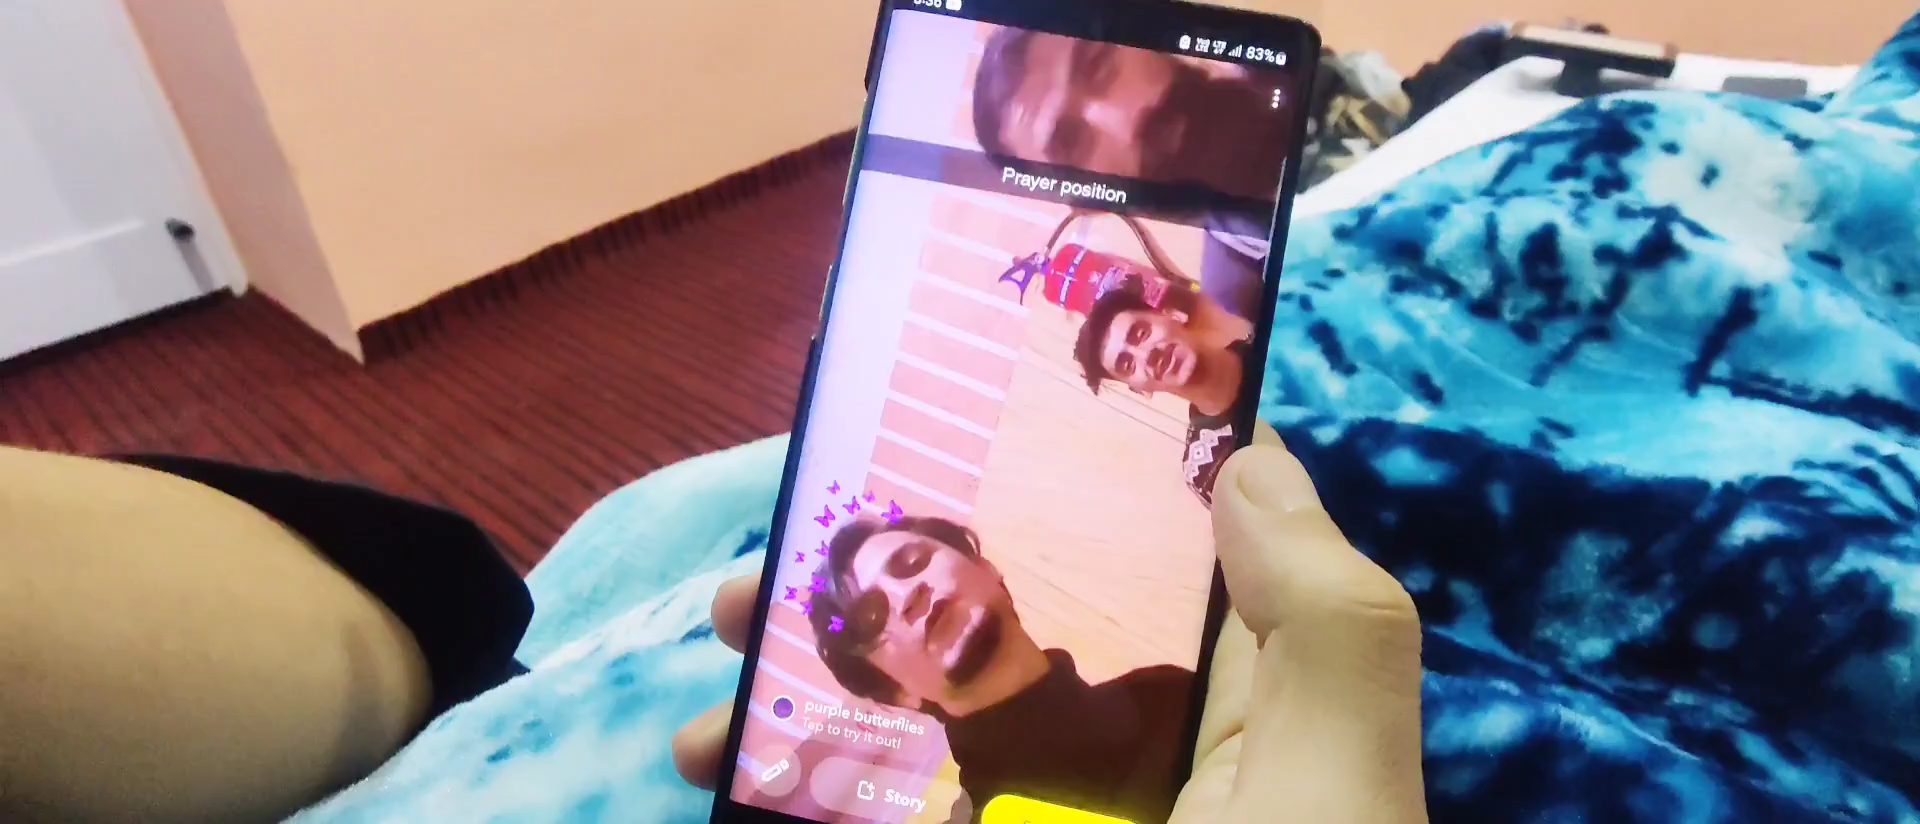 83%
Prayer position
purple butterflies
Tap to try it out!
Story